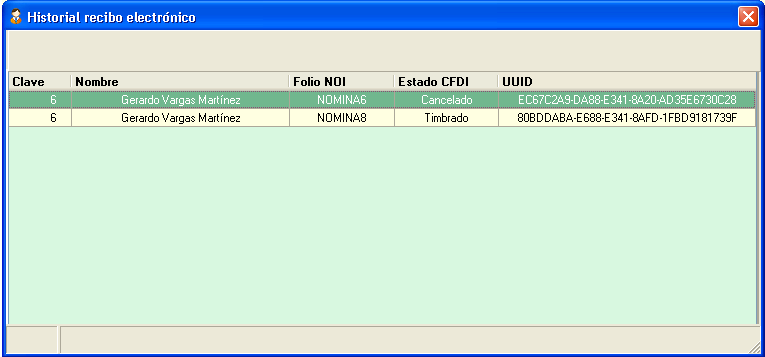 Historial recibo electrónico
Clave Nombre Folio NOI Estado CFDI UUID
6 Gerardo Vargas Martínez NOMINA6 Cancelado EC67C2A9-DA88-E341-8A20-AD35E6730C28
6 Gerardo Vargas Martínez NOMINA8 Timbrado 80BDDABA-E688-E341-8AFD-1FBD9181739F